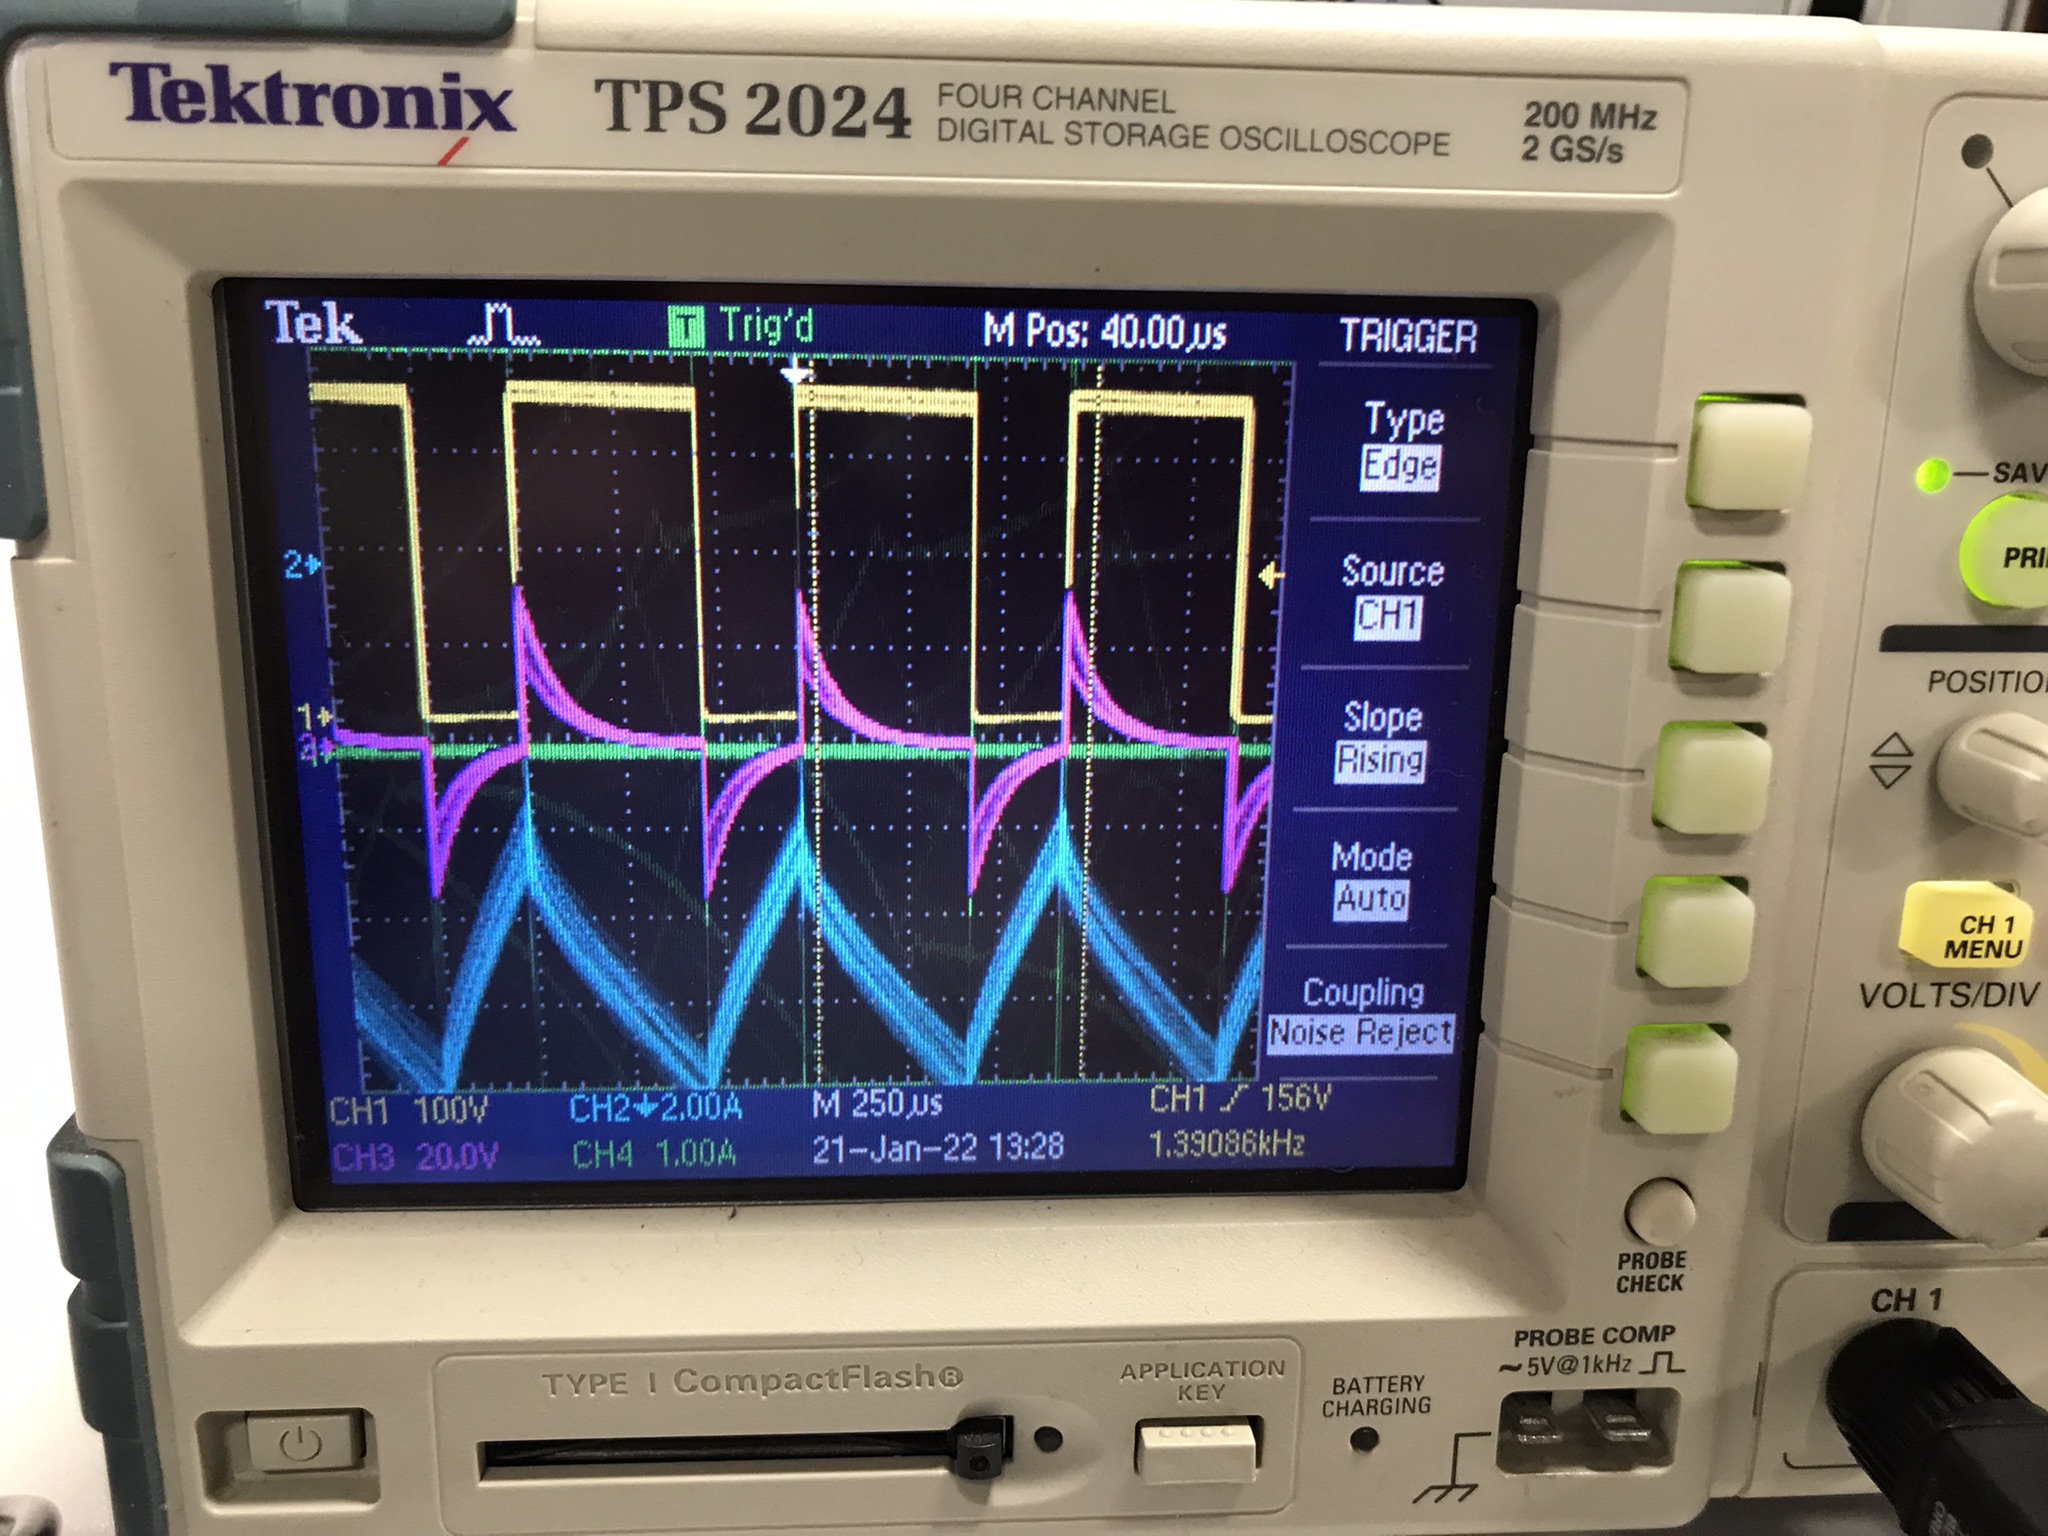 Tektronix TPS 2024 FOUR CHANNEL
DIGITAL STORAGE OSCILLOSCOPE
200 MHz
2 GS/s
Tek Trig'd M Pos: 40.00µs TRIGGER
Type
Edge
Source
CH1
Slope
Rising
Mode
Auto
Coupling
Noise Reject
2
1
CH1 100V CH2 2.00A M 250µs CH1 156V
CH3 20.0V CH4 1.00A 21-Jan-22 13:28 1.39086kHz
POSITIO
CH 1
MENU
VOLTS/DIV
PROBE
CHECK
CH 1
PROBE COMP
~5V@1kHz
TYPE I CompactFlash®
APPLICATION
KEY
BATTERY
CHARGING
SAV
PRI